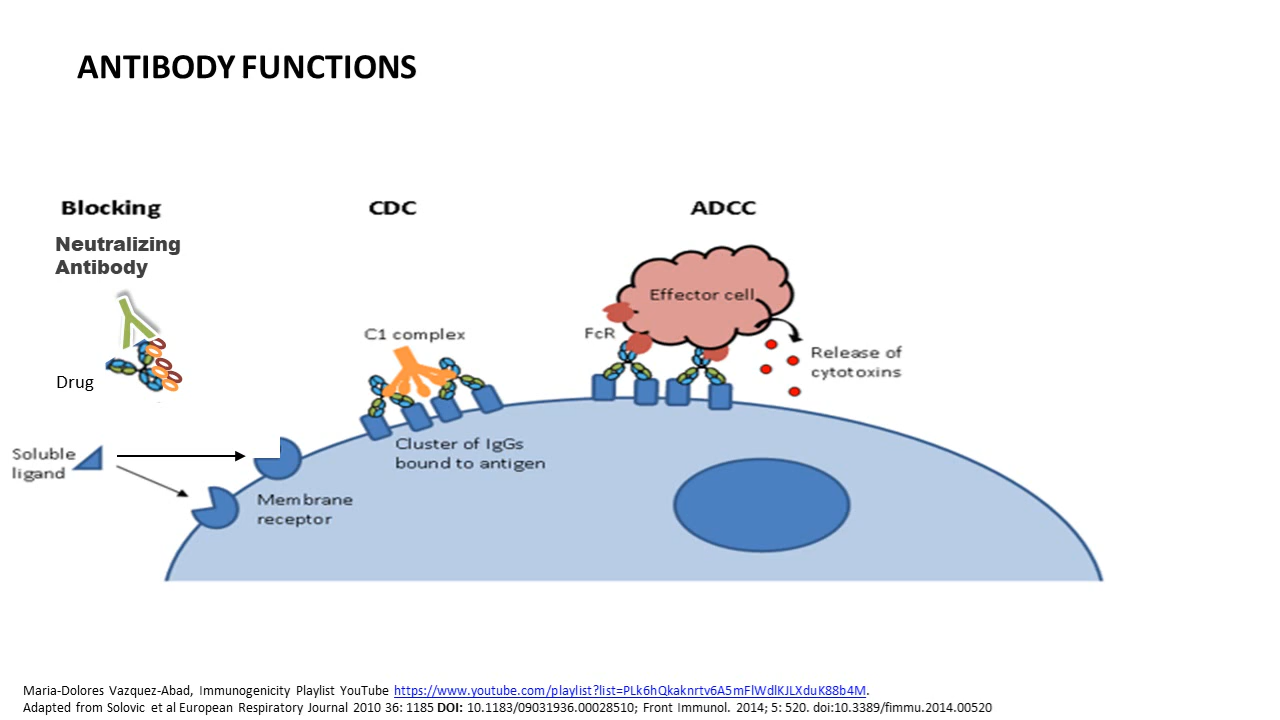 ANTIBODY FUNCTIONS
Blocking
CDC
ADCC
Neutralizing
Antibody
Effector cell
C1 complex
FcR
Release of
cytotoxins
Drug
Cluster of IgGs
bound to antigen
Soluble
ligand
Membrane
receptor
Maria-Dolores Vazquez-Abad, Immunogenicity Playlist YouTube https://www.youtube.com/playlist?list=PLk6hQkaknrtv6A5mFlWdlKJLXduK88b4M.
Adapted from Solovic et al European Respiratory Journal 2010 36: 1185 DOI: 10.1183/09031936.00028510; Front Immunol. 2014; 5: 520. doi:10.3389/fimmu.2014.00520